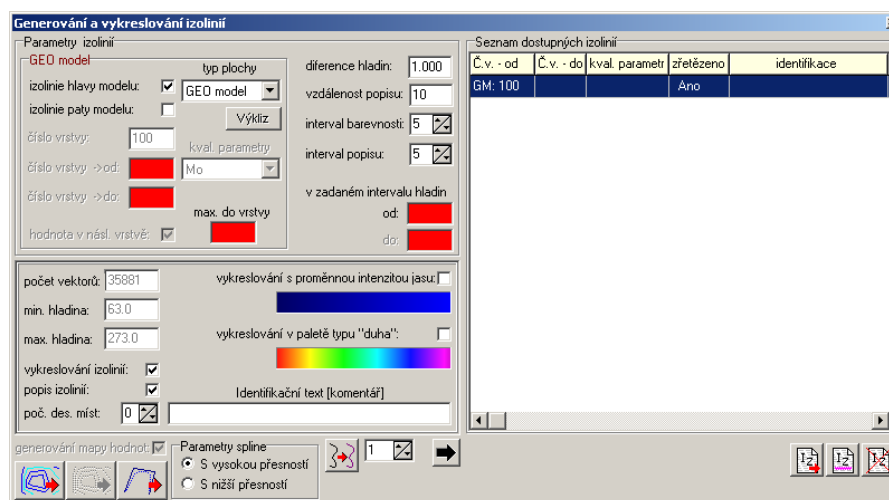 Generování a vykreslování izolinií
Parametry izolinií
GEO model
izolinie hlavy modelu:
izolinie paty modelu:
číslo vrstvy: 100
číslo vrstvy ->od:
číslo vrstvy ->do:
hodnota v násl. vrstvě:
typ plochy
GEO model
Výkliz
kval. parametry
Mo
max. do vrstvy
diference hladin: 1.000
vzdálenost popisu: 10
interval barevnosti: 5
interval popisu: 5
v zadaném intervalu hladin
od:
do:
počet vektorů: 35881
min. hladina: 63.0
max. hladina: 273.0
vykreslování izolinií:
popis izolinií:
poč. des. míst: 0
vykreslování s proměnnou intenzitou jasu:
vykreslování v paletě typu "duha":
Identifikační text [komentář]
generování mapy hodnot:
Parametry spline
S vysokou přesností
S nižší přesností
1
Seznam dostupných izolinií
Č.v. - od Č.v. - do kval. parametr zřetězeno identifikace
GM: 100 Ano
IZ IZ IZ